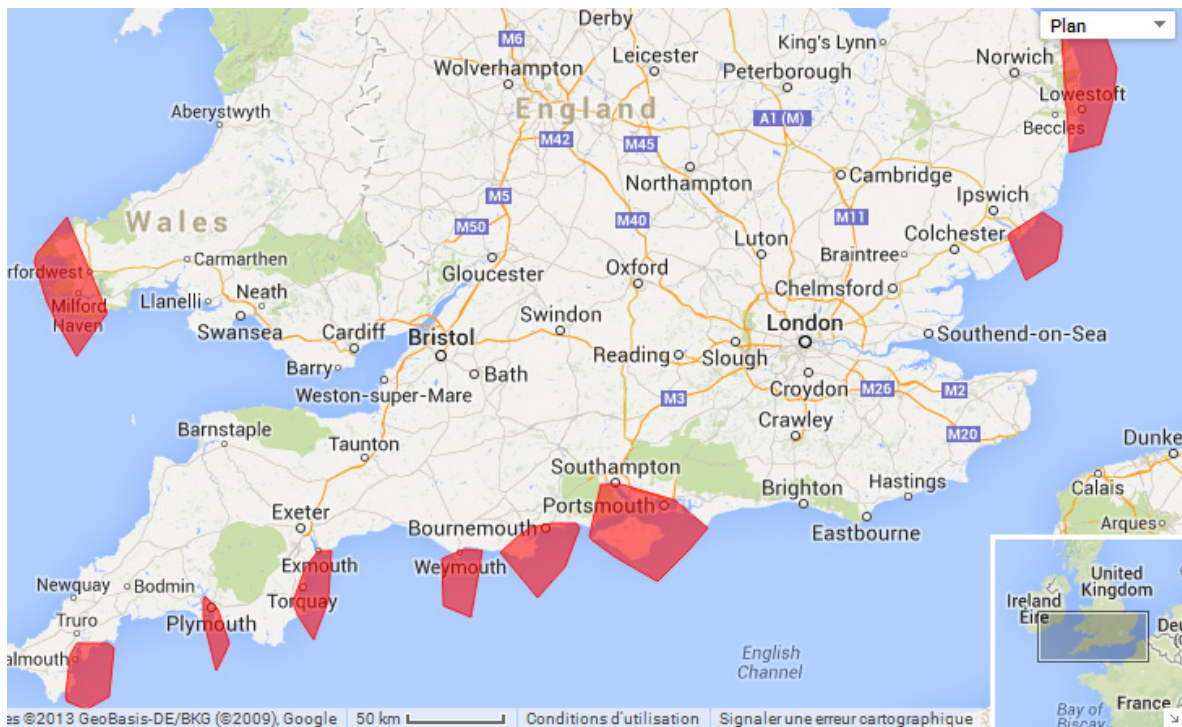 Derby
Plan
M6
Leicester
King's Lynn
Norwich
Wolverhampton
Peterborough
Lowestoft
Aberystwyth
England
A1 (M)
Beccles
M42
M45
Northampton
Cambridge
M5
Ipswich
Wales
M50
M40
M11
Colchester
Luton
Braintree
Carmarthen
rfordwest
Gloucester
Oxford
Chelmsford
Milford
Haven
Llanelli
Neath
Swansea
Cardiff
Swindon
London
Bristol
Reading
Slough
Southend-on-Sea
Barry
Bath
Croydon
M26
M2
Weston-super-Mare
M3
Crawley
M20
Barnstaple
Taunton
Dunke
Southampton
Calais
Portsmouth
Brighton
Hastings
Exeter
Bournemouth
Eastbourne
Arques
Exmouth
Weymouth
Newquay
Bodmin
Torquay
United
Kingdom
Ireland
Éire
Truro
Plymouth
Deu
almouth
English
Channel
France
Bay of
Biscay
es ©2013 GeoBasis-DE/BKG (©2009), Google
50 km
Conditions d'utilisation
Signaler une erreur cartographique